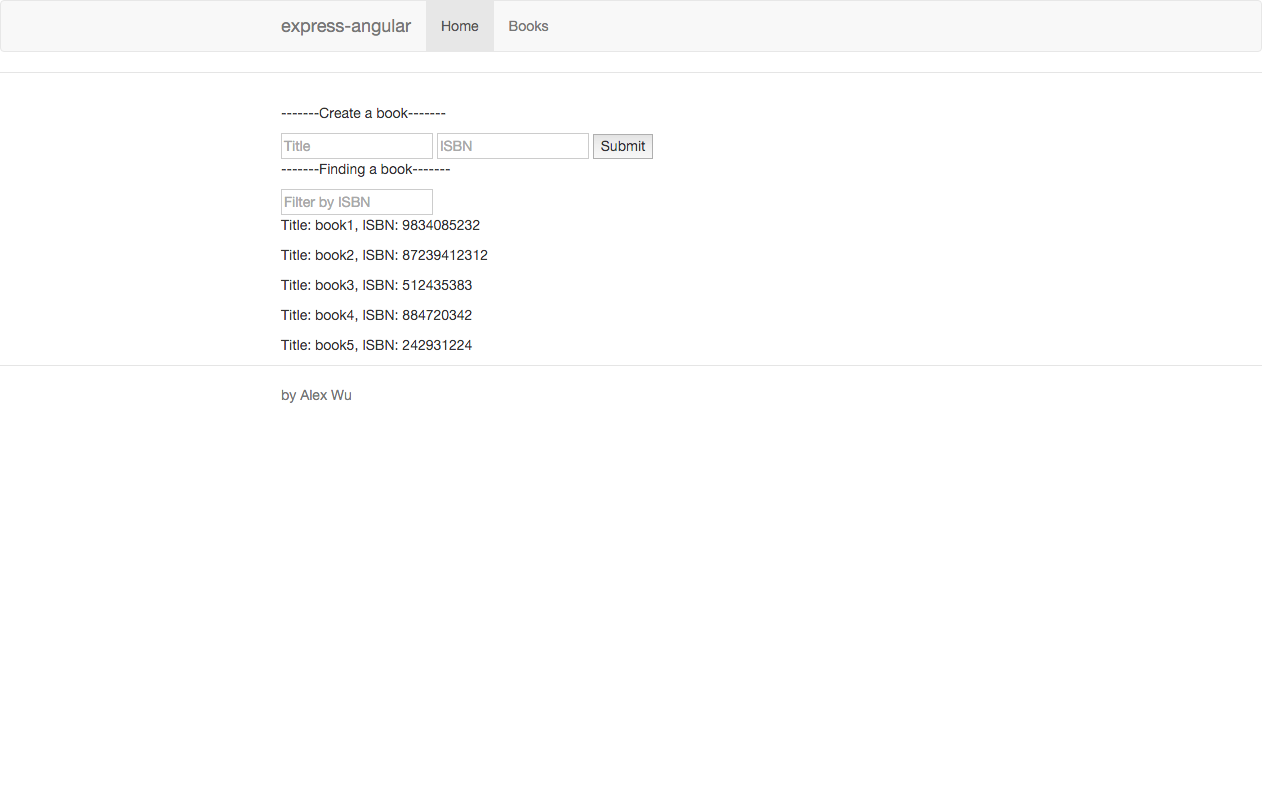 express-angular Home Books
-------Create a book-------
Title ISBN Submit
-------Finding a book-------
Filter by ISBN
Title: book1, ISBN: 9834085232
Title: book2, ISBN: 87239412312
Title: book3, ISBN: 512435383
Title: book4, ISBN: 884720342
Title: book5, ISBN: 242931224
by Alex Wu